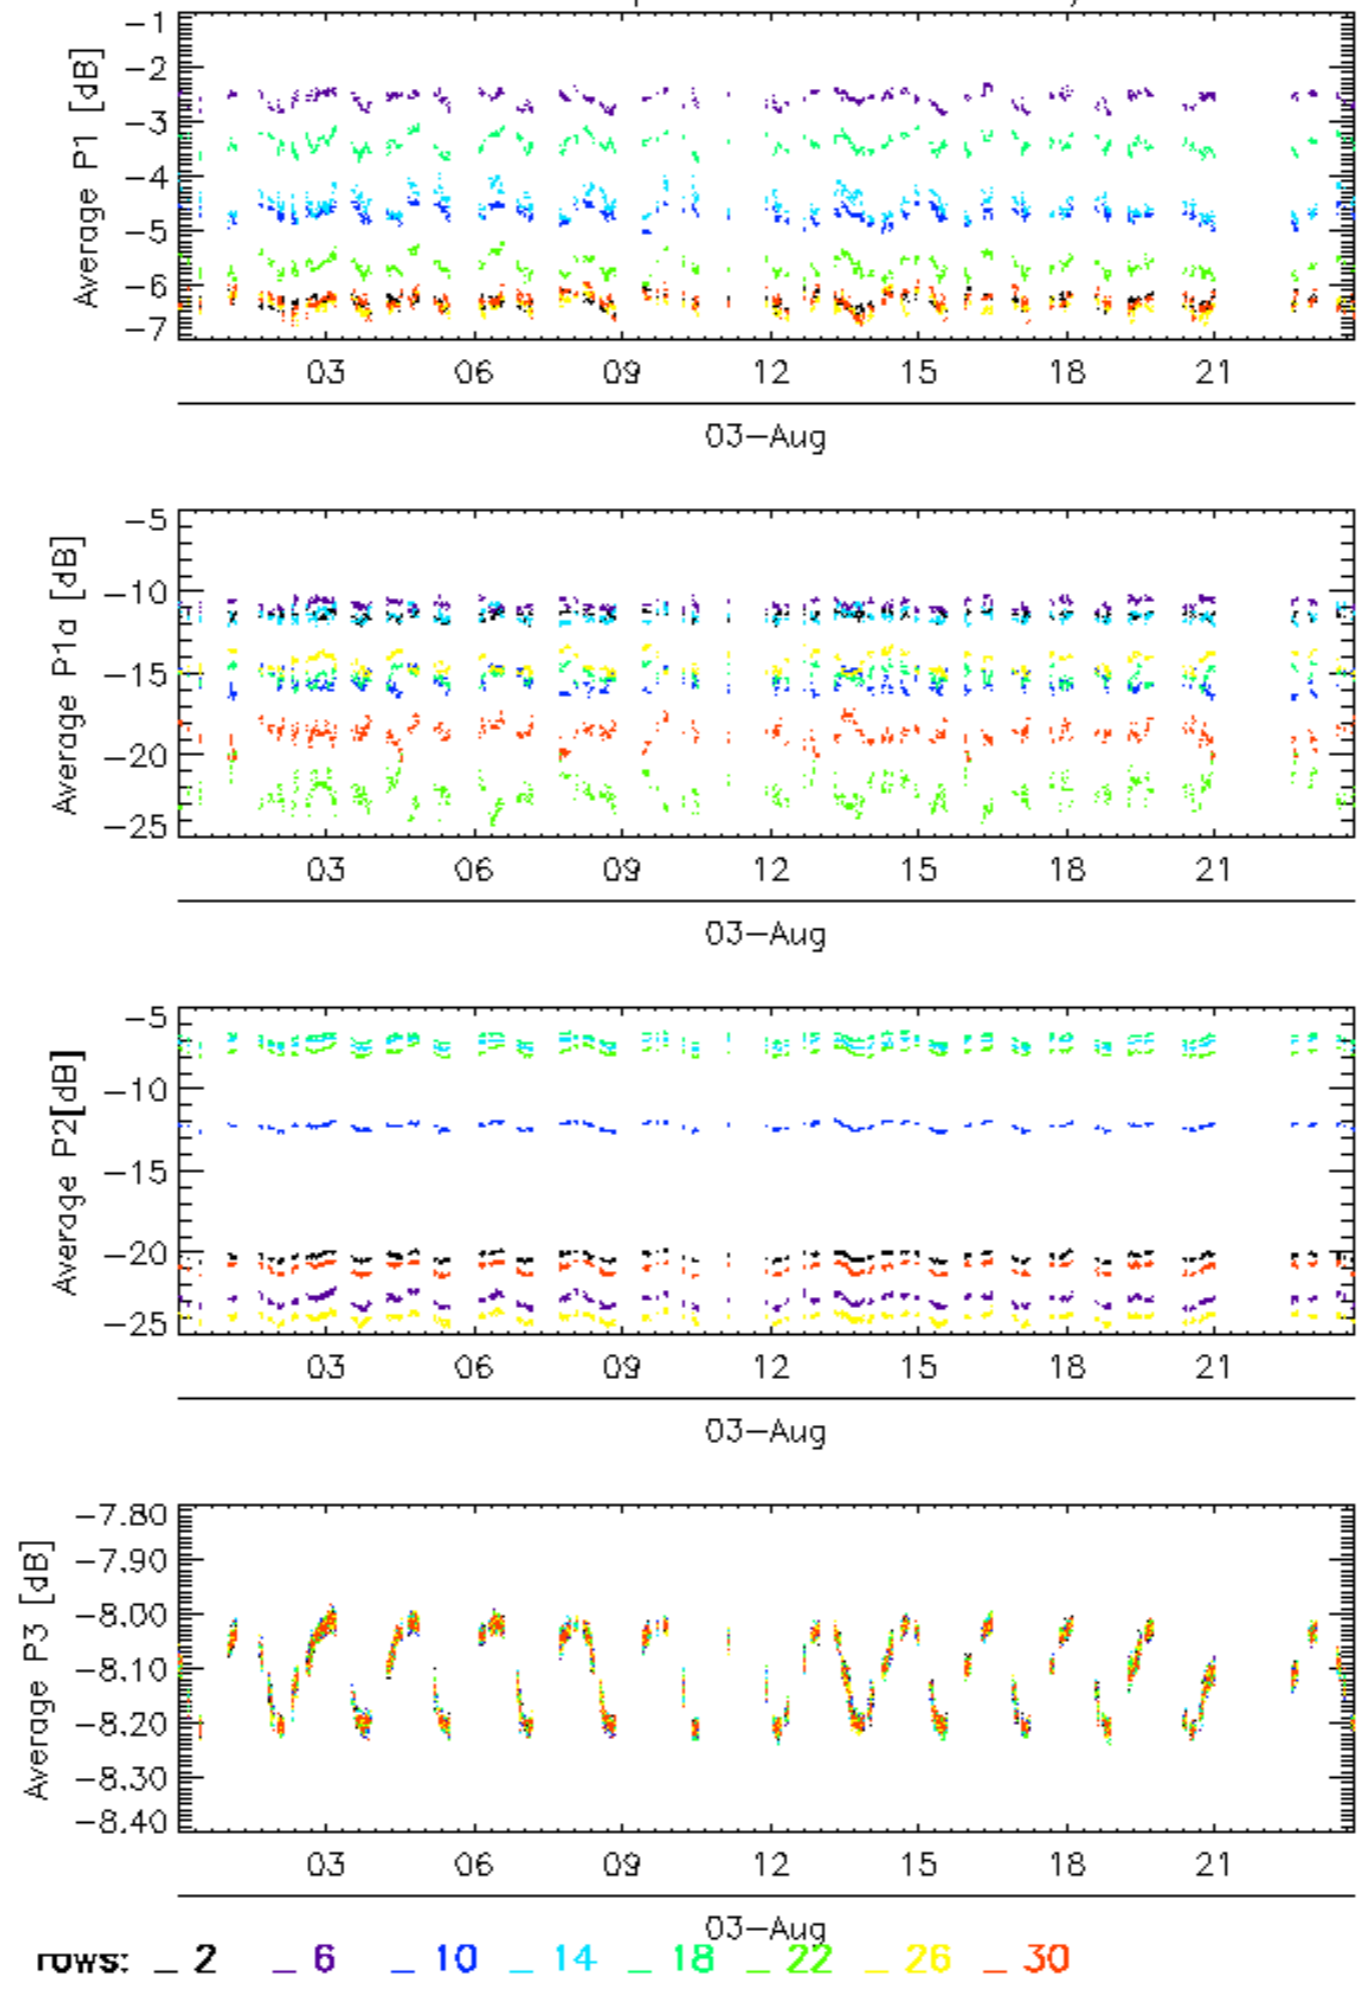 -1
-2
-3
-4
-5
-6
-7
Average P1 [dB]
03 06 09 12 15 18 21
03-Aug
-5
-10
-15
-20
-25
Average P1a [dB]
03 06 09 12 15 18 21
03-Aug
-5
-10
-15
-20
-25
Average P2[dB]
03 06 09 12 15 18 21
03-Aug
-7.80
-7.90
-8.00
-8.10
-8.20
-8.30
-8.40
Average P3 [dB]
03 06 09 12 15 18 21
03-Aug
rows: _ 2 _ 6 _ 10 _ 14 _ 18 _ 22 _ 26 _ 30